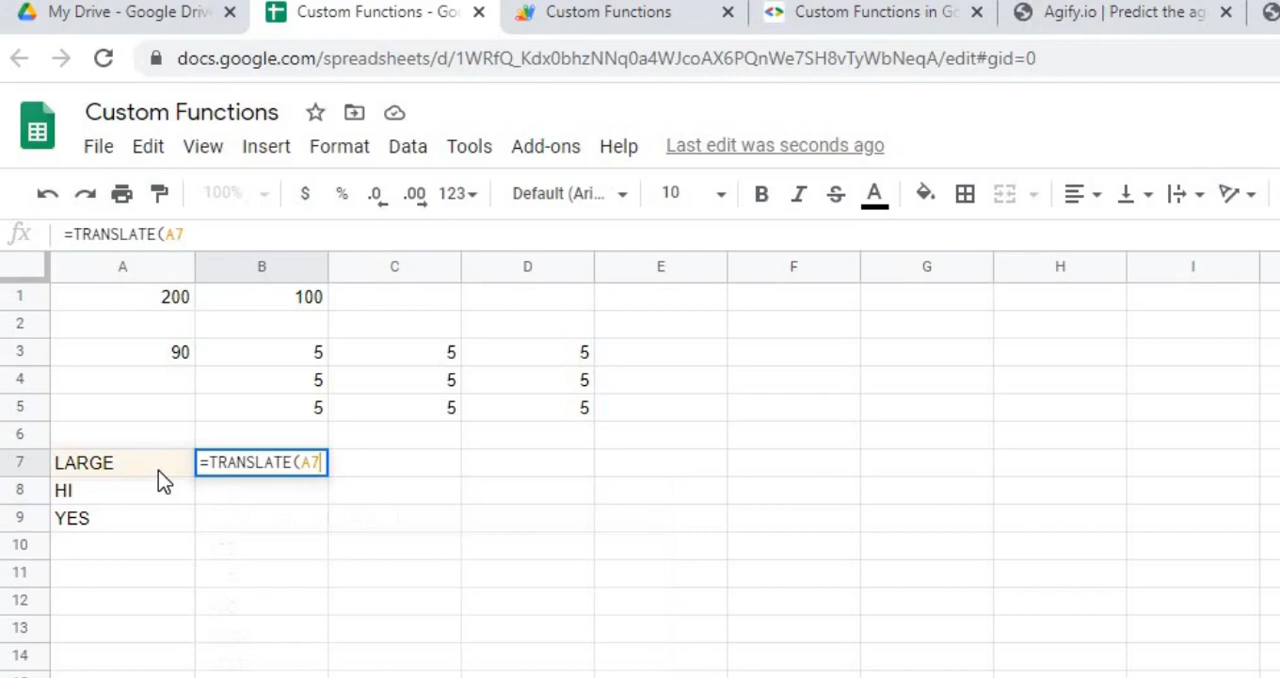 My Drive - Google Driv
Custom Functions - Go
Custom Functions
Custom Functions in Go
Agify.io | Predict the ag
docs.google.com/spreadsheets/d/1WRfQ_Kdx0bhzNNq0a4WJcoAX6PQnWe7SH8vTyWbNeqA/edit#gid=0
Custom Functions
File Edit View Insert Format Data Tools Add-ons Help Last edit was seconds ago
100% $ % .0 .00 123 Default (Ari... 10 B I S A
fx =TRANSLATE(A7
A B C D E F G H I
1 200 100
2
3 90 5 5 5
4 5 5 5
5 5 5 5
6
7 LARGE =TRANSLATE(A7
8 HI
9 YES
10
11
12
13
14